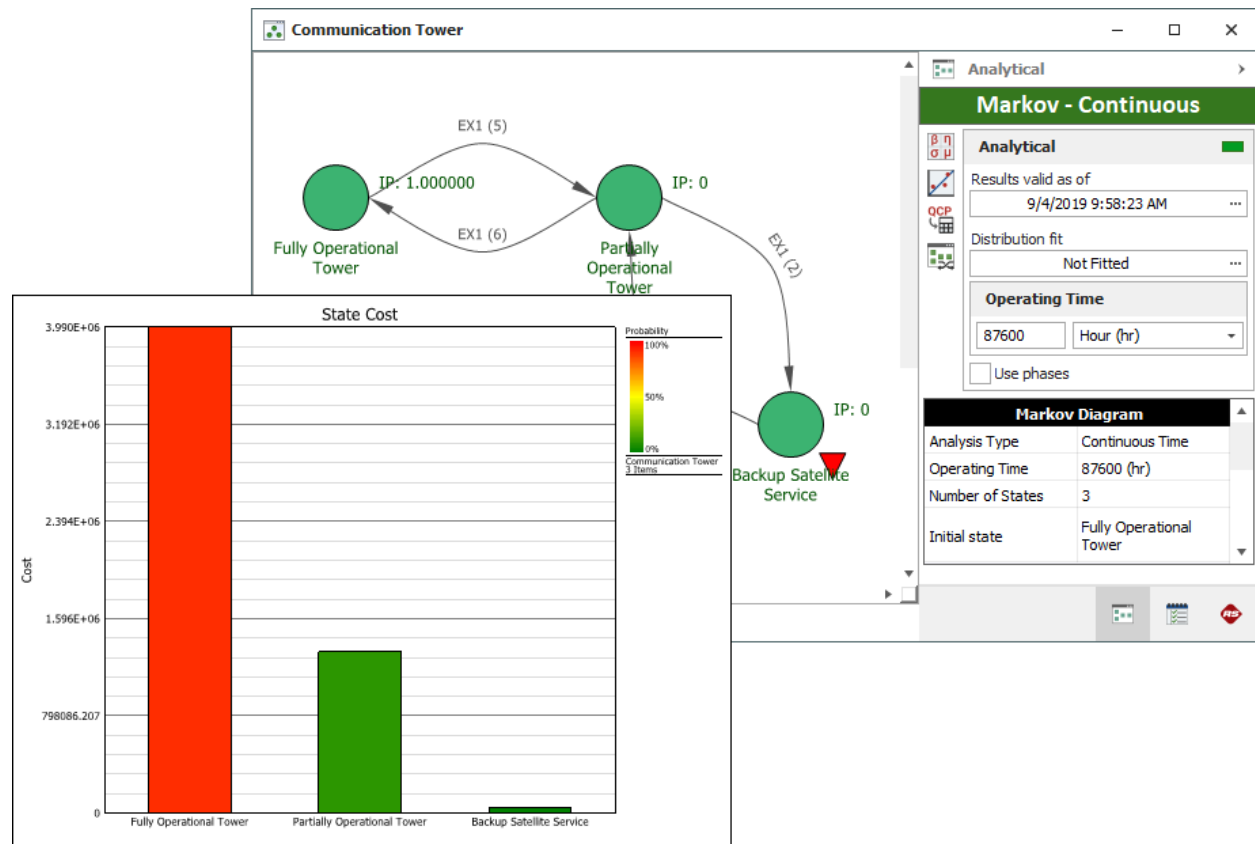 Communication Tower
EX1 (5)
IP: 1.000000
IP: 0
EX1 (6)
Fully Operational
Tower
Partially
Operational
Tower
EX1 (2)
IP: 0
Backup Satellite
Service
Analytical
Markov - Continuous
β η
σ μ
QCP
Analytical
Results valid as of
9/4/2019 9:58:23 AM
...
Distribution fit
Not Fitted
...
Operating Time
87600
Hour (hr)
Use phases
Markov Diagram
Analysis Type
Continuous Time
Operating Time
87600 (hr)
Number of States
3
Initial state
Fully Operational
Tower
RS
State Cost
Cost
3.990E+06
3.192E+06
2.394E+06
1.596E+06
798086.207
0
Fully Operational Tower
Partially Operational Tower
Backup Satellite Service
Probability
100%
50%
0%
Communication Tower
3 Items